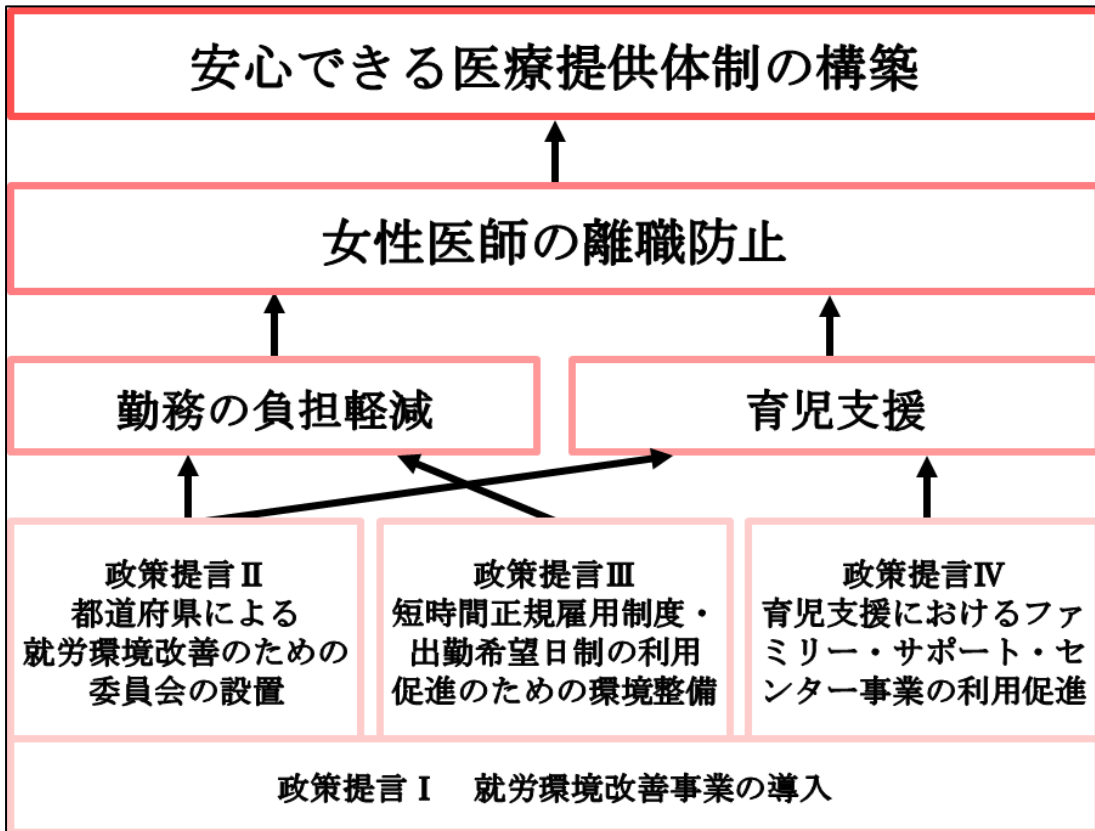 安心できる医療提供体制の構築
女性医師の離職防止
勤務の負担軽減
育児支援
政策提言Ⅱ
都道府県による
就労環境改善のための
委員会の設置
政策提言Ⅲ
短時間正規雇用制度・
出勤希望日制の利用
促進のための環境整備
政策提言Ⅳ
育児支援におけるファ
ミリー・サポート・セ
ンター事業の利用促進
政策提言Ⅰ　就労環境改善事業の導入